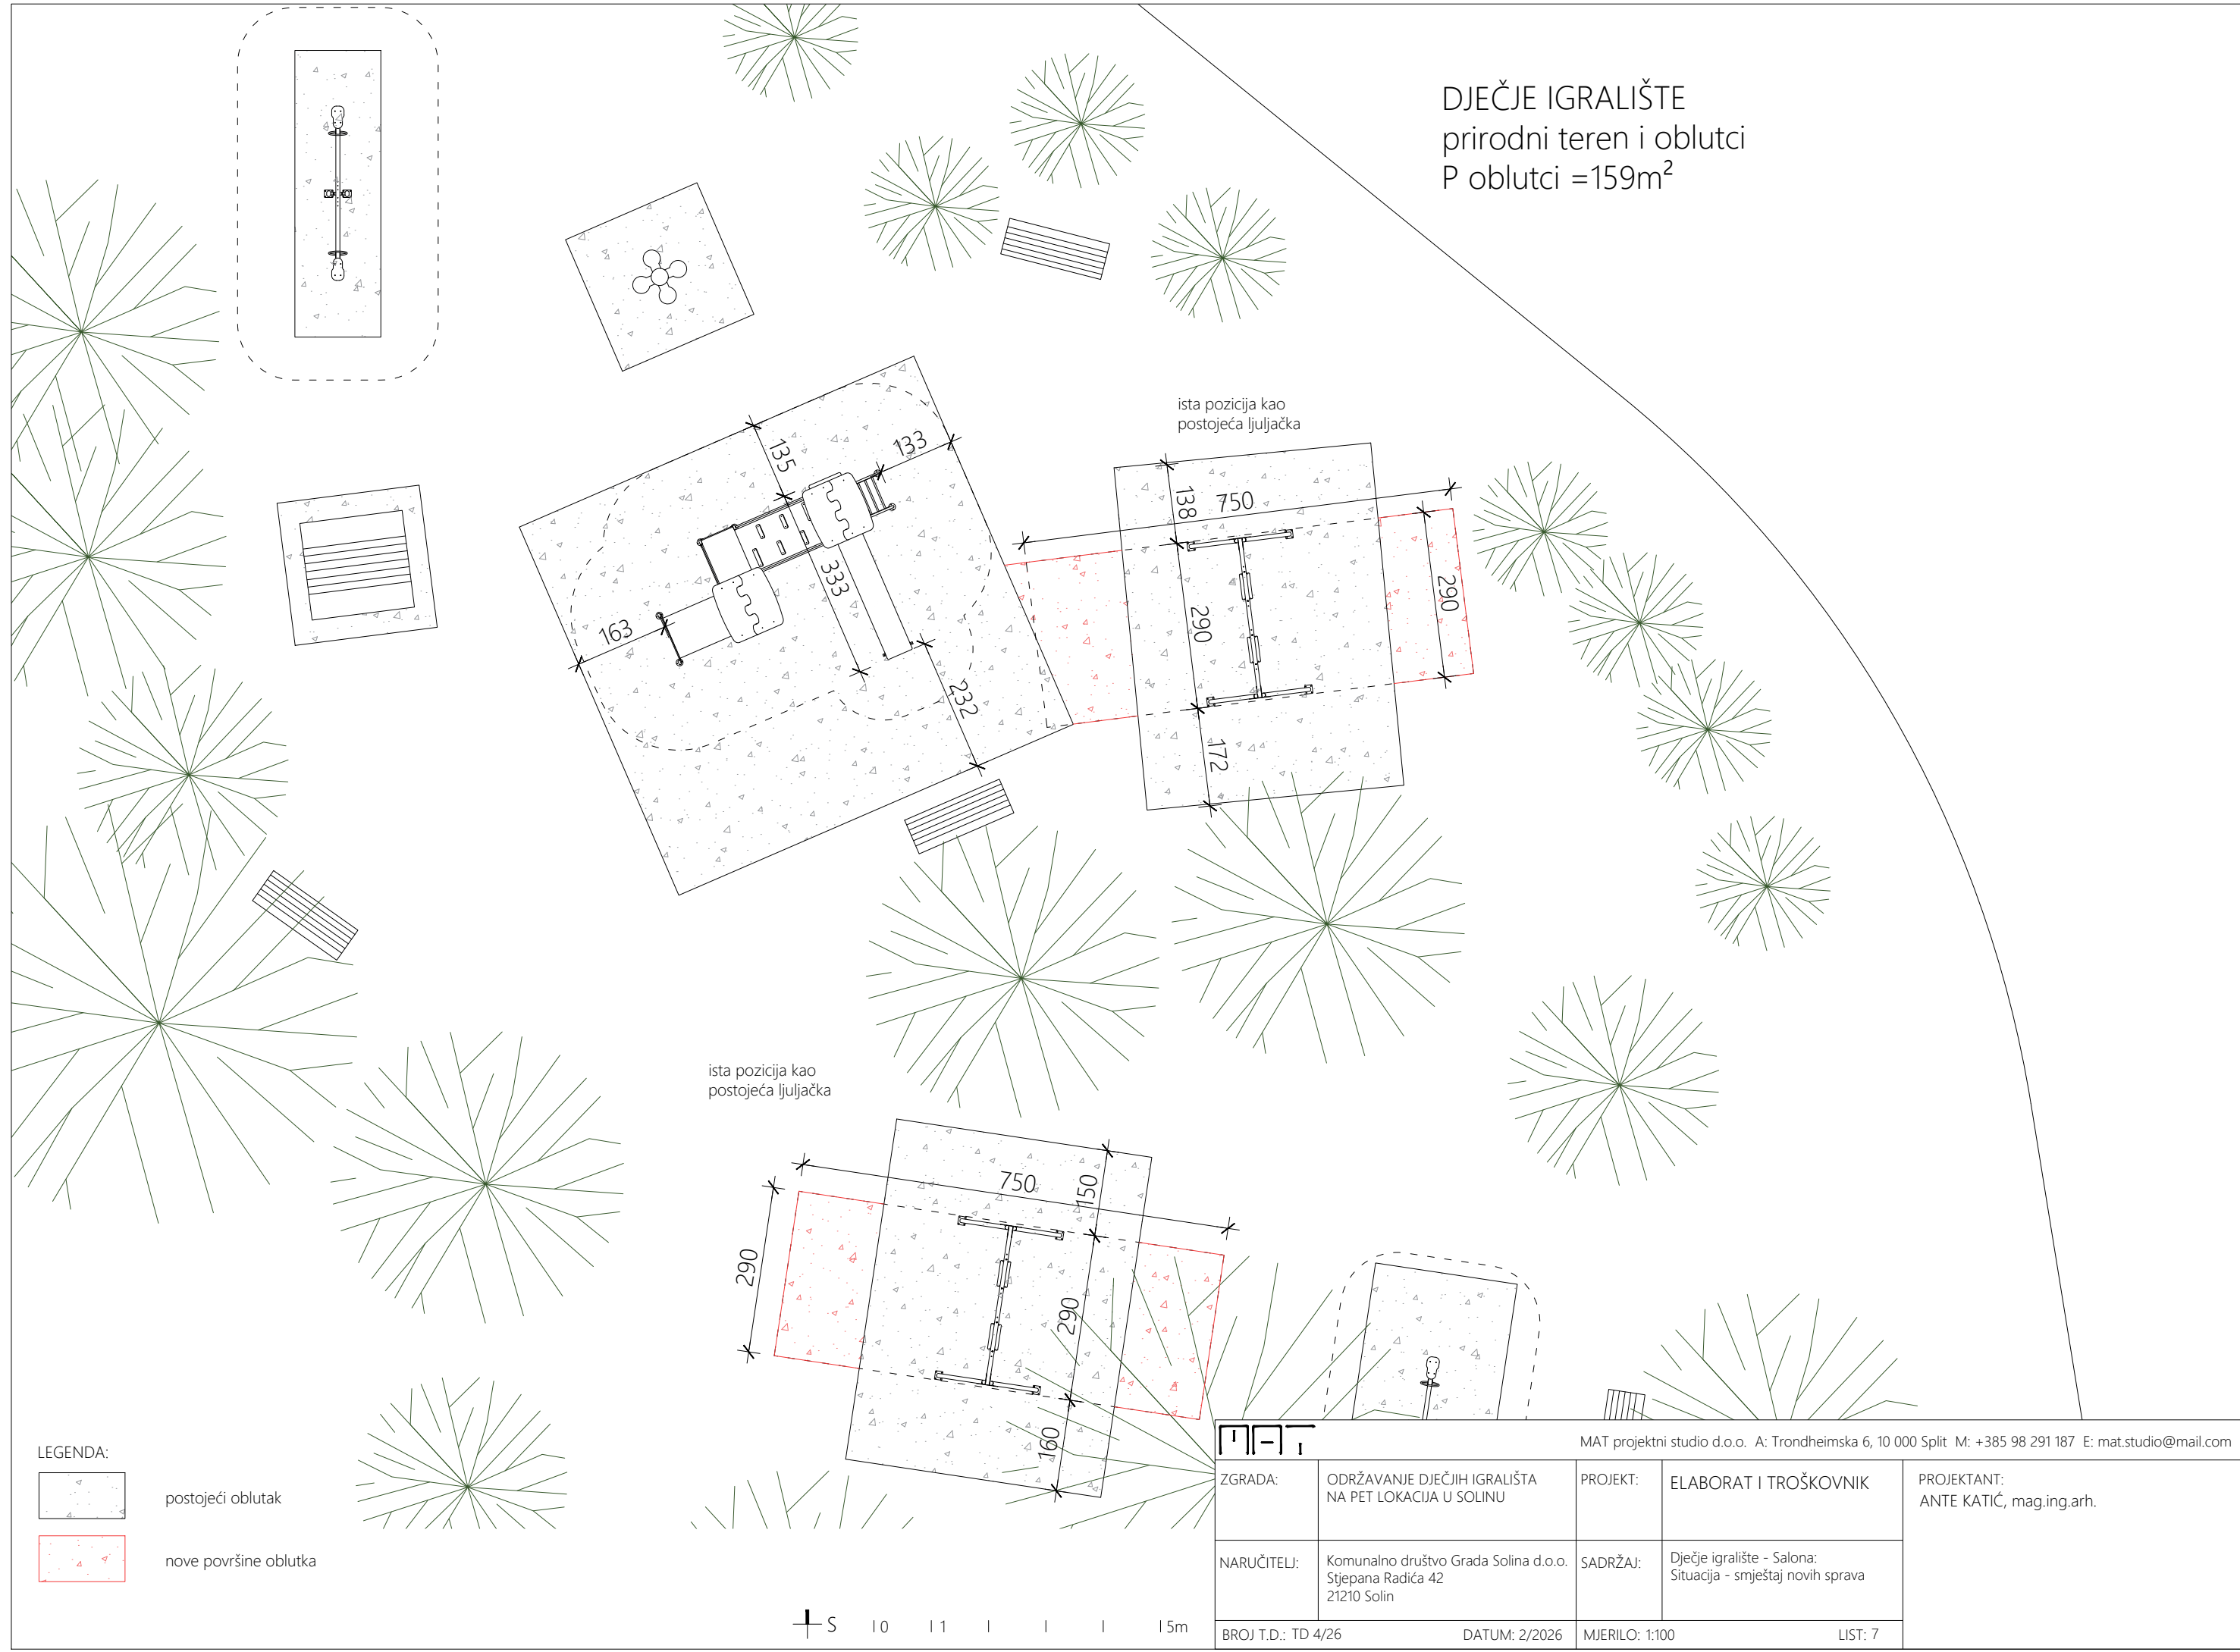 DJEČJE IGRALIŠTE
prirodni teren i oblutci
P oblutci =159m²
ista pozicija kao
postojeća ljuljačka
135
133
333
163
232
138
750
290
290
172
ista pozicija kao
postojeća ljuljačka
750
150
290
290
160
LEGENDA:
postojeći oblutak
nove površine oblutka
S
0 1 5m
MAT
MAT projektni studio d.o.o. A: Trondheimska 6, 10 000 Split M: +385 98 291 187 E: mat.studio@mail.com
ZGRADA:
ODRŽAVANJE DJEČJIH IGRALIŠTA
NA PET LOKACIJA U SOLINU
PROJEKT:
ELABORAT I TROŠKOVNIK
PROJEKTANT:
ANTE KATIĆ, mag.ing.arh.
NARUČITELJ:
Komunalno društvo Grada Solina d.o.o.
Stjepana Radića 42
21210 Solin
SADRŽAJ:
Dječje igralište - Salona:
Situacija - smještaj novih sprava
BROJ T.D.: TD 4/26
DATUM: 2/2026
MJERILO: 1:100
LIST: 7